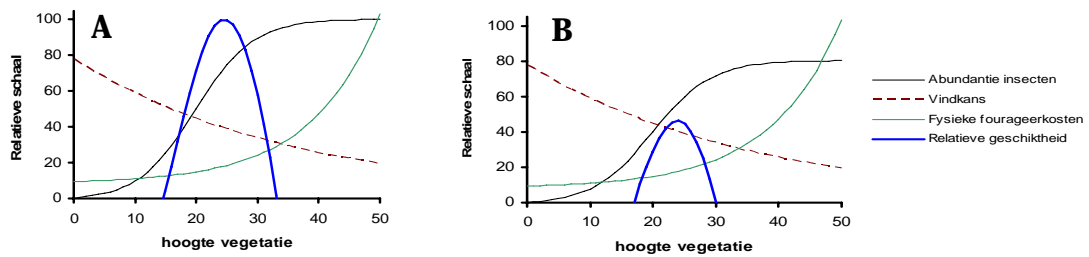 A
Relatieve schaal
100
80
60
40
20
0
0 10 20 30 40 50
hoogte vegetatie
B
Relatieve schaal
100
80
60
40
20
0
0 10 20 30 40 50
hoogte vegetatie
Abundantie insecten
Vindkans
Fysieke fourageerkosten
Relatieve geschiktheid